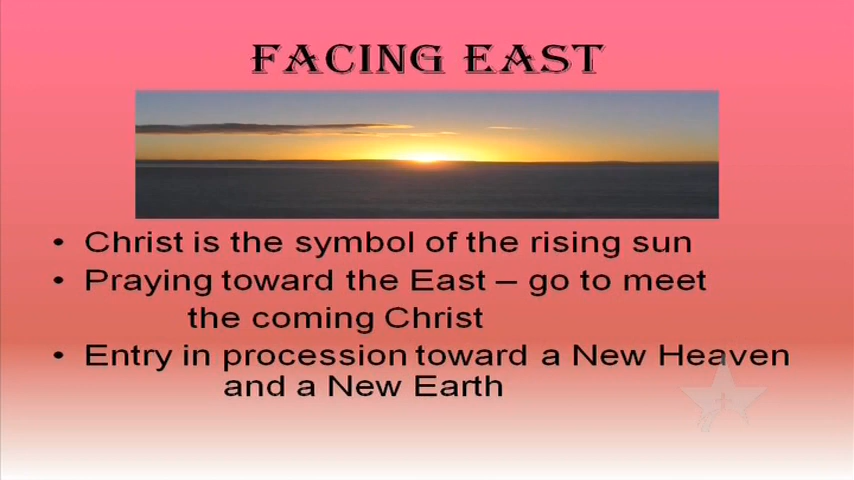 FACING EAST
• Christ is the symbol of the rising sun
• Praying toward the East – go to meet
the coming Christ
• Entry in procession toward a New Heaven
and a New Earth